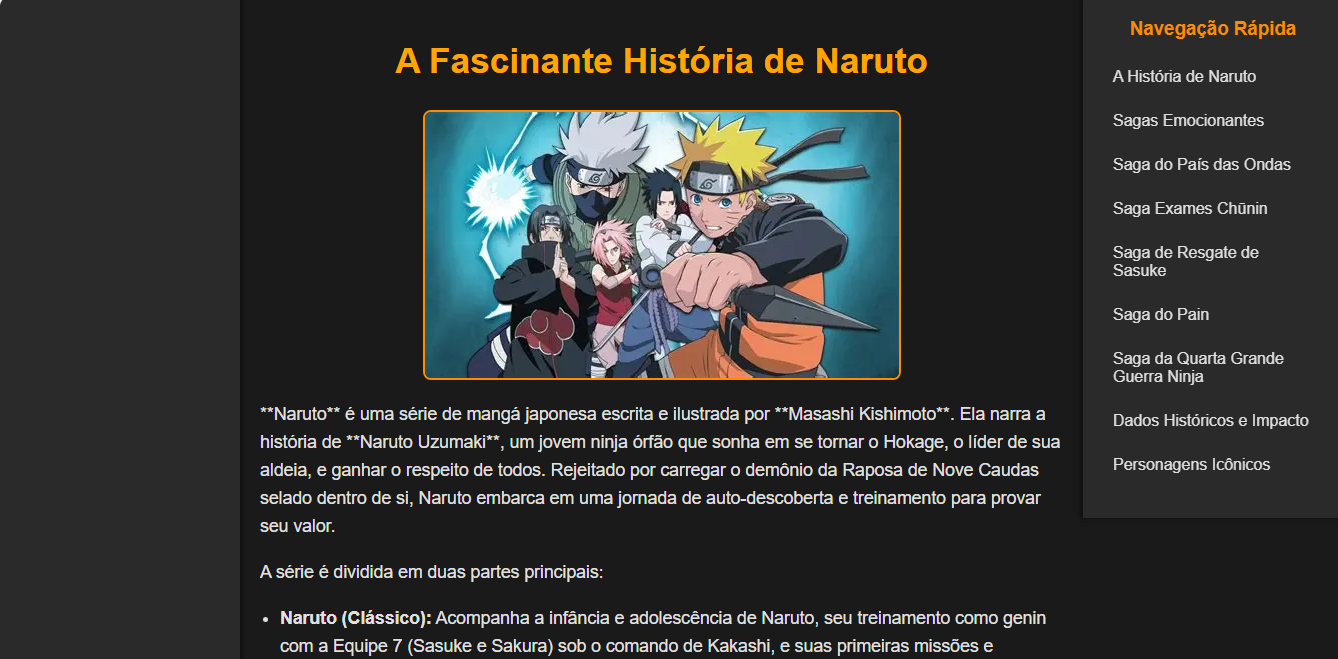 A Fascinante História de Naruto
**Naruto** é uma série de mangá japonesa escrita e ilustrada por **Masashi Kishimoto**. Ela narra a
história de **Naruto Uzumaki**, um jovem ninja órfão que sonha em se tornar o Hokage, o líder de sua
aldeia, e ganhar o respeito de todos. Rejeitado por carregar o demônio da Raposa de Nove Caudas
selado dentro de si, Naruto embarca em uma jornada de auto-descoberta e treinamento para provar
seu valor.
A série é dividida em duas partes principais:
• Naruto (Clássico): Acompanha a infância e adolescência de Naruto, seu treinamento como genin
com a Equipe 7 (Sasuke e Sakura) sob o comando de Kakashi, e suas primeiras missões e
Navegação Rápida
A História de Naruto
Sagas Emocionantes
Saga do País das Ondas
Saga Exames Chūnin
Saga de Resgate de
Sasuke
Saga do Pain
Saga da Quarta Grande
Guerra Ninja
Dados Históricos e Impacto
Personagens Icônicos